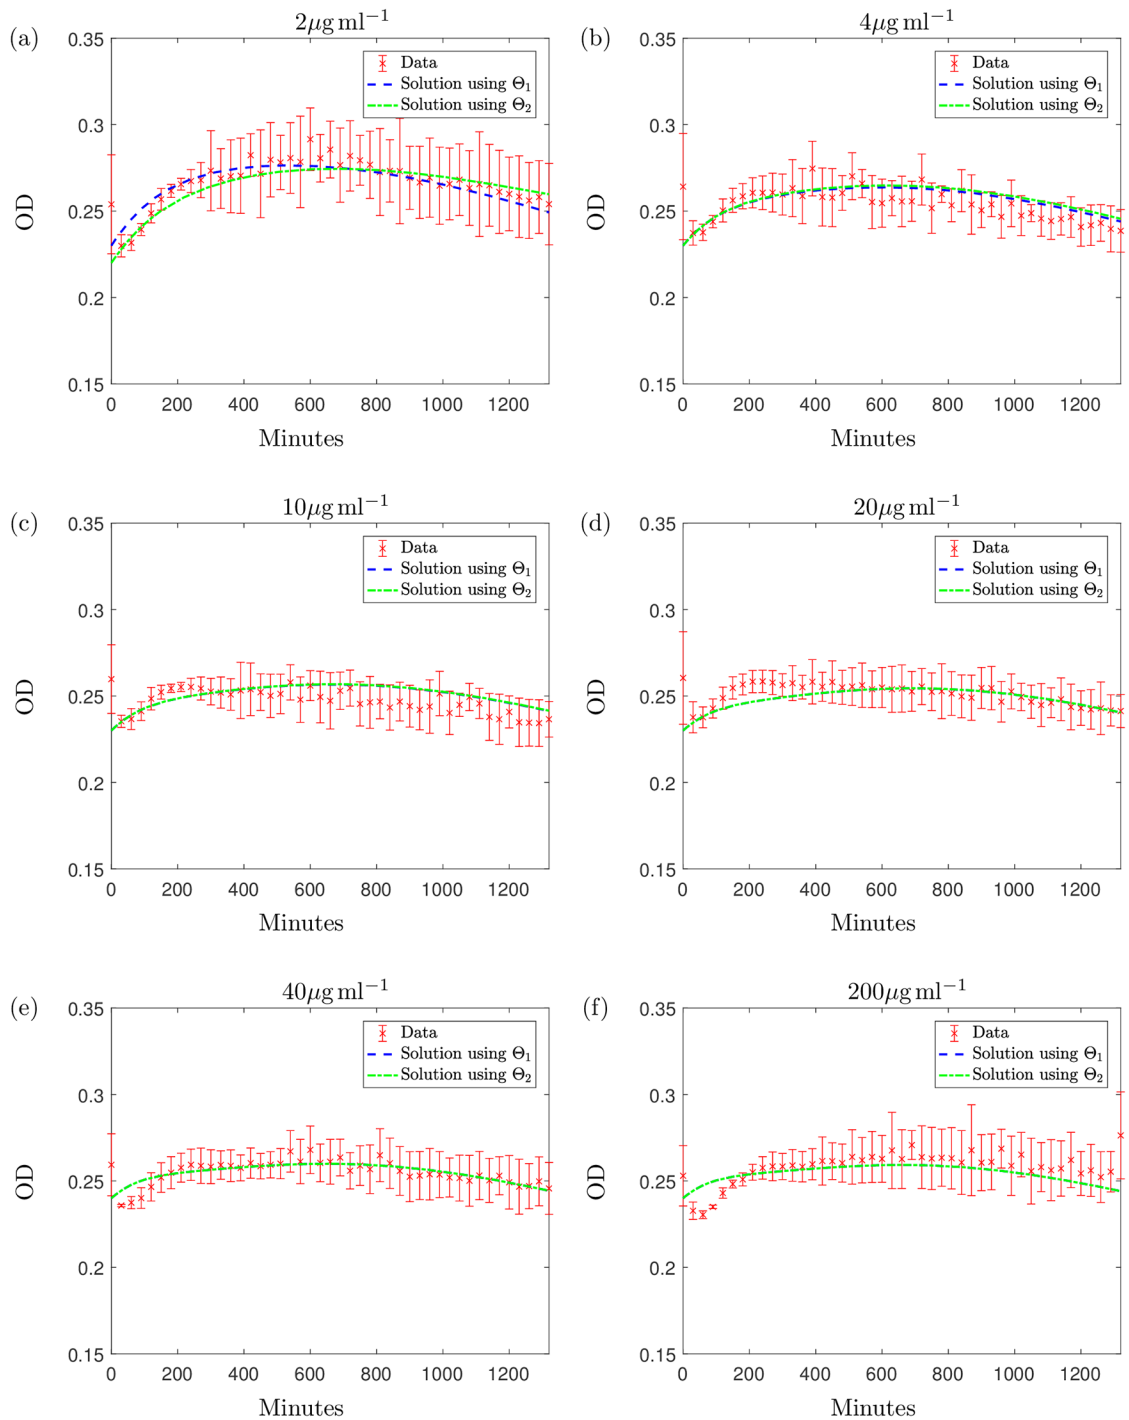 (a)
2μg ml⁻¹
0.35
0.3
0.25
0.2
0.15
OD
Data
Solution using Θ₁
Solution using Θ₂
0 200 400 600 800 1000 1200
Minutes
(b)
4μg ml⁻¹
0.35
0.3
0.25
0.2
0.15
OD
Data
Solution using Θ₁
Solution using Θ₂
0 200 400 600 800 1000 1200
Minutes
(c)
10μg ml⁻¹
0.35
0.3
0.25
0.2
0.15
OD
Data
Solution using Θ₁
Solution using Θ₂
0 200 400 600 800 1000 1200
Minutes
(d)
20μg ml⁻¹
0.35
0.3
0.25
0.2
0.15
OD
Data
Solution using Θ₁
Solution using Θ₂
0 200 400 600 800 1000 1200
Minutes
(e)
40μg ml⁻¹
0.35
0.3
0.25
0.2
0.15
OD
Data
Solution using Θ₁
Solution using Θ₂
0 200 400 600 800 1000 1200
Minutes
(f)
200μg ml⁻¹
0.35
0.3
0.25
0.2
0.15
OD
Data
Solution using Θ₁
Solution using Θ₂
0 200 400 600 800 1000 1200
Minutes